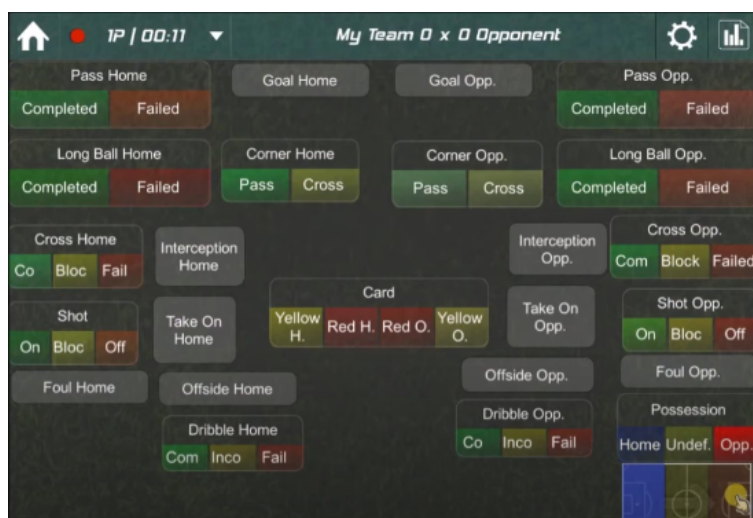 1P | 00:11
My Team 0 x 0 Opponent
Pass Home
Completed Failed
Goal Home
Goal Opp.
Pass Opp.
Completed Failed
Long Ball Home
Completed Failed
Corner Home
Pass Cross
Corner Opp.
Pass Cross
Long Ball Opp.
Completed Failed
Cross Home
Co Bloc Fail
Interception
Home
Interception
Opp.
Cross Opp.
Com Block Failed
Shot
On Bloc Off
Take On
Home
Card
Yellow
H.
Red H. Red O.
Yellow
O.
Take On
Opp.
Shot Opp.
On Bloc Off
Foul Home
Offside Home
Offside Opp.
Foul Opp.
Dribble Home
Com Inco Fail
Dribble Opp.
Co Inco Fail
Possession
Home Undef. Opp.